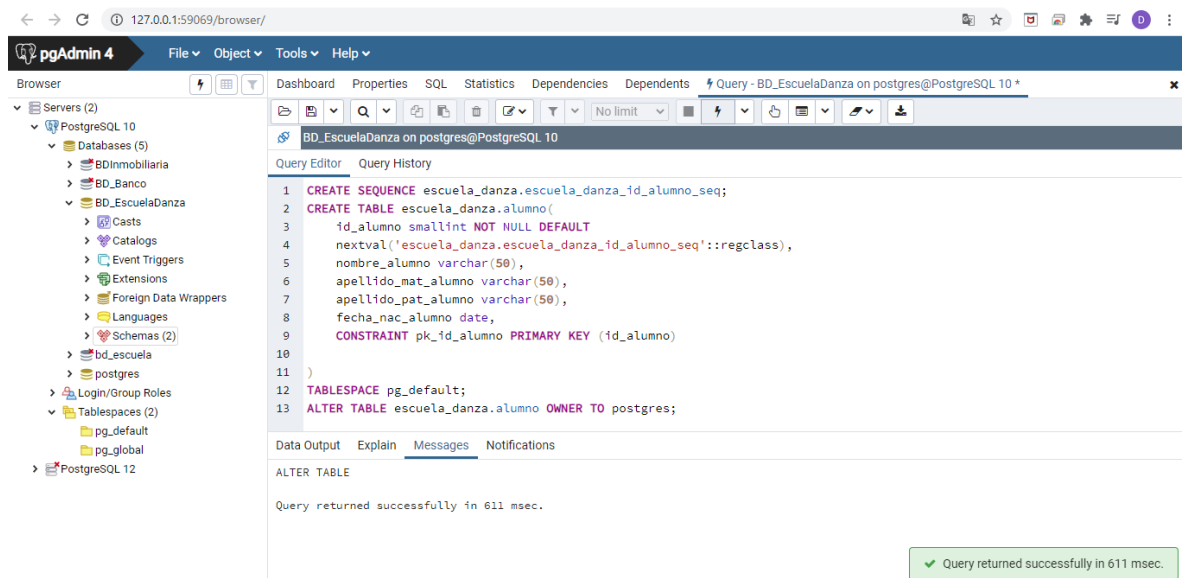 127.0.0.1:59069/browser/
D
pgAdmin 4 File Object Tools Help
Browser
Dashboard Properties SQL Statistics Dependencies Dependents Query - BD_EscuelaDanza on postgres@PostgreSQL 10 *
Servers (2)
PostgreSQL 10
Databases (5)
BDInmobiliaria
BD_Banco
BD_EscuelaDanza
Casts
Catalogs
Event Triggers
Extensions
Foreign Data Wrappers
Languages
Schemas (2)
bd_escuela
postgres
Login/Group Roles
Tablespaces (2)
pg_default
pg_global
PostgreSQL 12
No limit
BD_EscuelaDanza on postgres@PostgreSQL 10
Query Editor Query History
1 CREATE SEQUENCE escuela_danza.escuela_danza_id_alumno_seq;
2 CREATE TABLE escuela_danza.alumno(
3 id_alumno smallint NOT NULL DEFAULT
4 nextval('escuela_danza.escuela_danza_id_alumno_seq'::regclass),
5 nombre_alumno varchar(50),
6 apellido_mat_alumno varchar(50),
7 apellido_pat_alumno varchar(50),
8 fecha_nac_alumno date,
9 CONSTRAINT pk_id_alumno PRIMARY KEY (id_alumno)
10
11 )
12 TABLESPACE pg_default;
13 ALTER TABLE escuela_danza.alumno OWNER TO postgres;
Data Output Explain Messages Notifications
ALTER TABLE
Query returned successfully in 611 msec.
Query returned successfully in 611 msec.